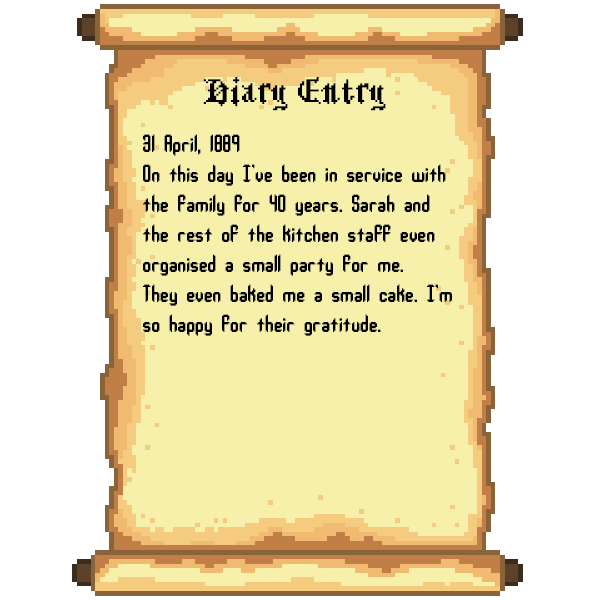 Diary Entry
31 April, 1889
On this day I've been in service with
the family for 40 years. Sarah and
the rest of the kitchen staff even
organised a small party for me.
They even baked me a small cake. I'm
so happy for their gratitude.